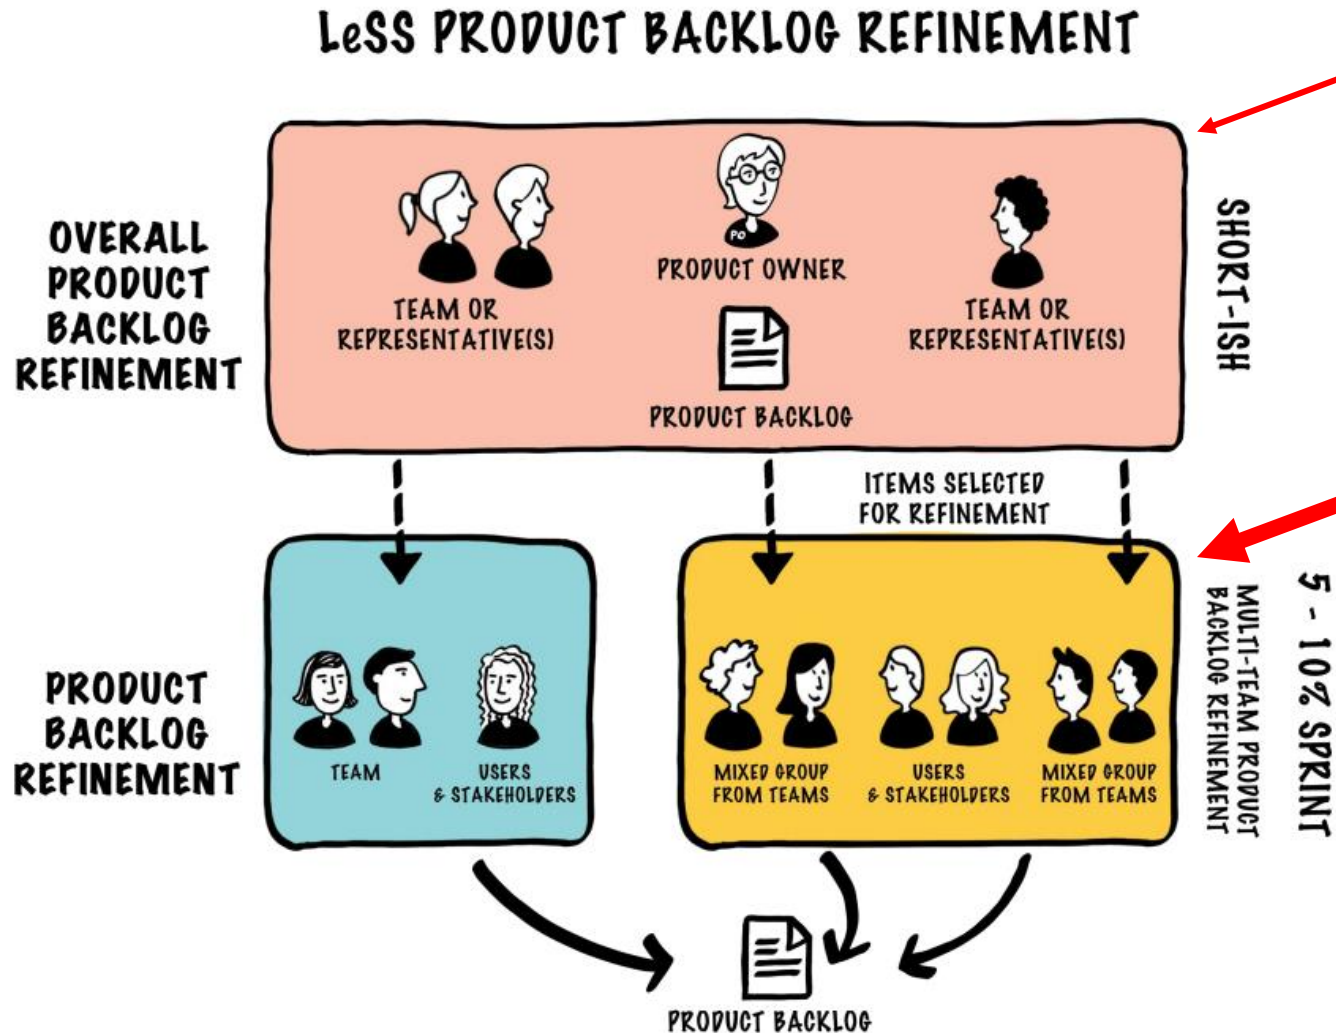 LeSS PRODUCT BACKLOG REFINEMENT
OVERALL
PRODUCT
BACKLOG
REFINEMENT
TEAM OR
REPRESENTATIVE(S)
PO
PRODUCT OWNER
PRODUCT BACKLOG
TEAM OR
REPRESENTATIVE(S)
SHORT-ISH
ITEMS SELECTED
FOR REFINEMENT
PRODUCT
BACKLOG
REFINEMENT
TEAM
USERS
& STAKEHOLDERS
MIXED GROUP
FROM TEAMS
USERS
& STAKEHOLDERS
MIXED GROUP
FROM TEAMS
MULTI-TEAM PRODUCT
BACKLOG REFINEMENT
5 - 10% SPRINT
PRODUCT BACKLOG